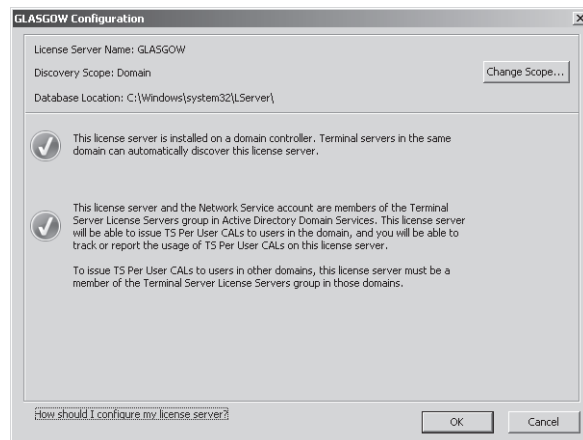 GLASGOW Configuration
License Server Name: GLASGOW
Discovery Scope: Domain
Change Scope...
Database Location: C:\Windows\system32\LServer\
This license server is installed on a domain controller. Terminal servers in the same
domain can automatically discover this license server.
This license server and the Network Service account are members of the Terminal
Server License Servers group in Active Directory Domain Services. This license server
will be able to issue TS Per User CALs to users in the domain, and you will be able to
track or report the usage of TS Per User CALs on this license server.
To issue TS Per User CALs to users in other domains, this license server must be a
member of the Terminal Server License Servers group in those domains.
How should I configure my license server?
OK
Cancel